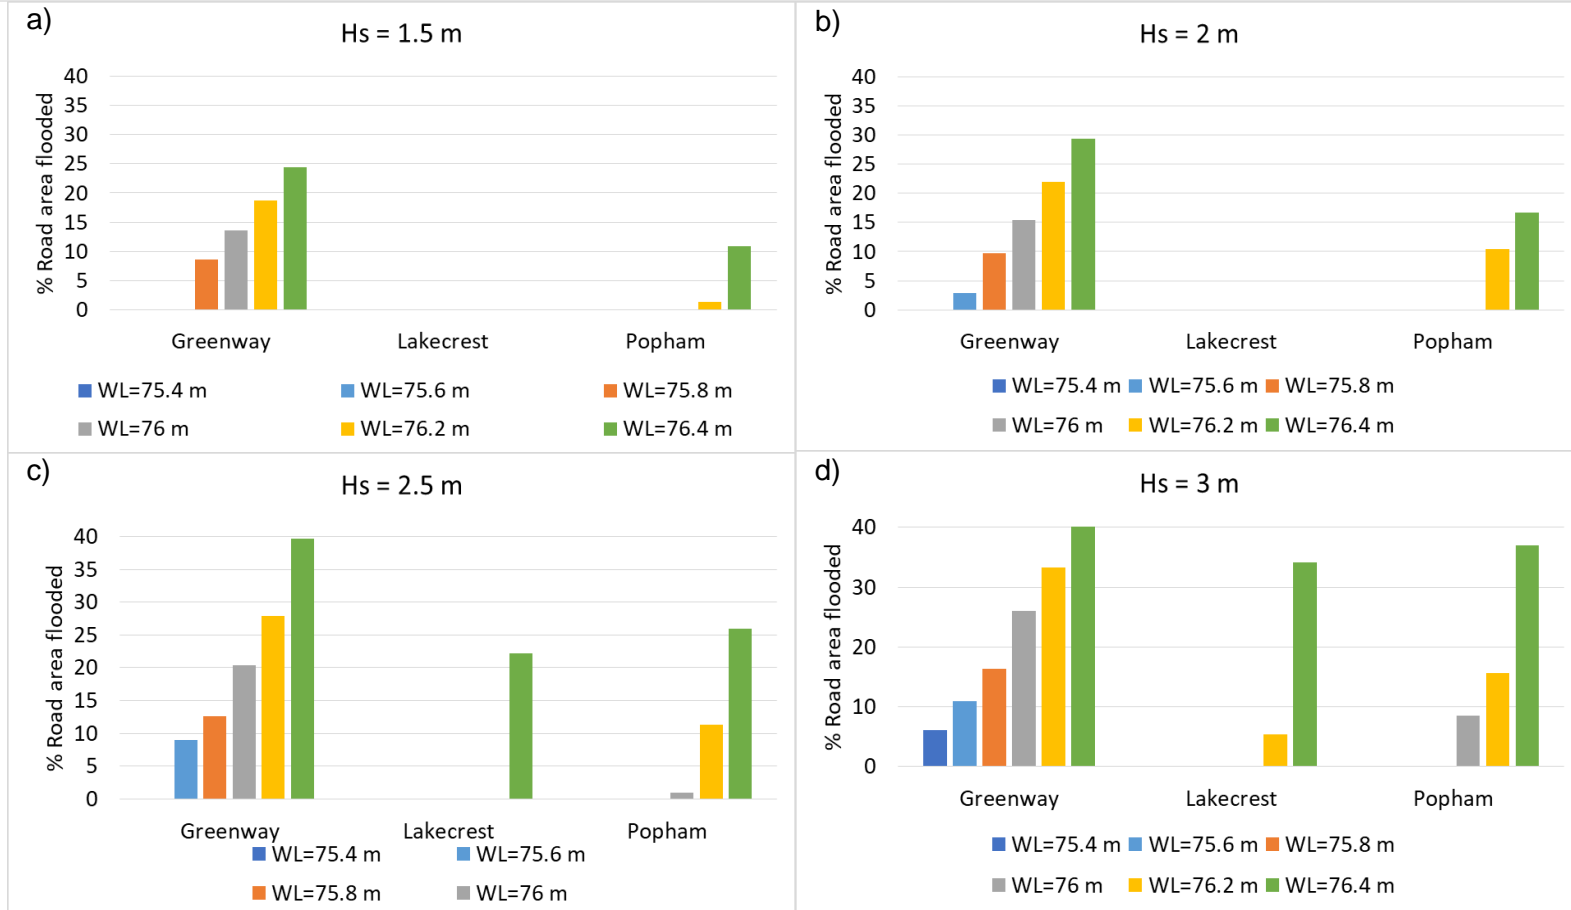 a)
Hs = 1.5 m
% Road area flooded
40
35
30
25
20
15
10
5
0
Greenway Lakecrest Popham
WL=75.4 m WL=75.6 m WL=75.8 m
WL=76 m WL=76.2 m WL=76.4 m
b)
Hs = 2 m
% Road area flooded
40
35
30
25
20
15
10
5
0
Greenway Lakecrest Popham
WL=75.4 m WL=75.6 m WL=75.8 m
WL=76 m WL=76.2 m WL=76.4 m
c)
Hs = 2.5 m
% Road area flooded
40
35
30
25
20
15
10
5
0
Greenway Lakecrest Popham
WL=75.4 m WL=75.6 m
WL=75.8 m WL=76 m
d)
Hs = 3 m
% Road area flooded
40
30
20
10
0
Greenway Lakecrest Popham
WL=75.4 m WL=75.6 m WL=75.8 m
WL=76 m WL=76.2 m WL=76.4 m